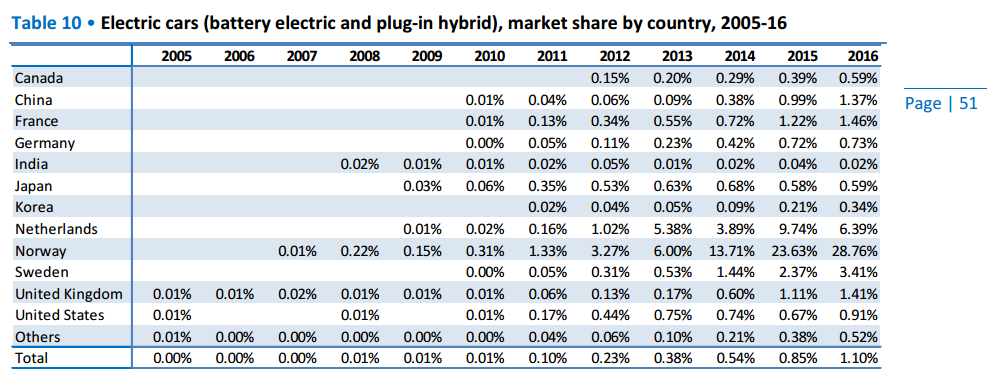 Table 10 • Electric cars (battery electric and plug-in hybrid), market share by country, 2005-16
2005 2006 2007 2008 2009 2010 2011 2012 2013 2014 2015 2016
Canada 0.15% 0.20% 0.29% 0.39% 0.59%
China 0.01% 0.04% 0.06% 0.09% 0.38% 0.99% 1.37%
Page | 51
France 0.01% 0.13% 0.34% 0.55% 0.72% 1.22% 1.46%
Germany 0.00% 0.05% 0.11% 0.23% 0.42% 0.72% 0.73%
India 0.02% 0.01% 0.01% 0.02% 0.05% 0.01% 0.02% 0.04% 0.02%
Japan 0.03% 0.06% 0.35% 0.53% 0.63% 0.68% 0.58% 0.59%
Korea 0.02% 0.04% 0.05% 0.09% 0.21% 0.34%
Netherlands 0.01% 0.02% 0.16% 1.02% 5.38% 3.89% 9.74% 6.39%
Norway 0.01% 0.22% 0.15% 0.31% 1.33% 3.27% 6.00% 13.71% 23.63% 28.76%
Sweden 0.00% 0.05% 0.31% 0.53% 1.44% 2.37% 3.41%
United Kingdom 0.01% 0.01% 0.02% 0.01% 0.01% 0.01% 0.06% 0.13% 0.17% 0.60% 1.11% 1.41%
United States 0.01% 0.01% 0.01% 0.17% 0.44% 0.75% 0.74% 0.67% 0.91%
Others 0.01% 0.00% 0.00% 0.00% 0.00% 0.00% 0.04% 0.06% 0.10% 0.21% 0.38% 0.52%
Total 0.00% 0.00% 0.00% 0.01% 0.01% 0.01% 0.10% 0.23% 0.38% 0.54% 0.85% 1.10%